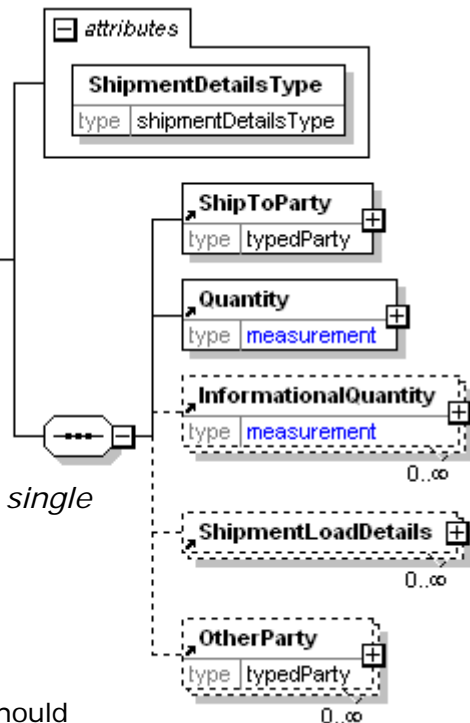 attributes
ShipmentDetailsType
type shipmentDetailsType
ShipToParty
type typedParty
Quantity
type measurement
InformationalQuantity
type measurement
0..∞
single
ShipmentLoadDetails
0..∞
OtherParty
type typedParty
0..∞